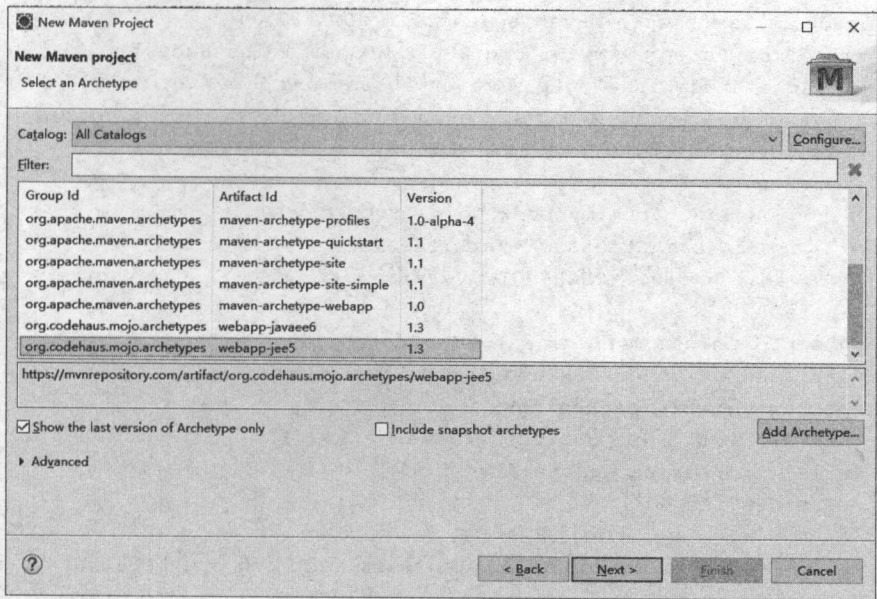 New Maven Project
New Maven project
Select an Archetype
M
Catalog: All Catalogs Configure...
Filter:
Group Id Artifact Id Version
org.apache.maven.archetypes maven-archetype-profiles 1.0-alpha-4
org.apache.maven.archetypes maven-archetype-quickstart 1.1
org.apache.maven.archetypes maven-archetype-site 1.1
org.apache.maven.archetypes maven-archetype-site-simple 1.1
org.apache.maven.archetypes maven-archetype-webapp 1.0
org.codehaus.mojo.archetypes webapp-javaee6 1.3
org.codehaus.mojo.archetypes webapp-jee5 1.3
https://mvnrepository.com/artifact/org.codehaus.mojo.archetypes/webapp-jee5
Show the last version of Archetype only Include snapshot archetypes Add Archetype...
Advanced
? < Back Next > Finish Cancel